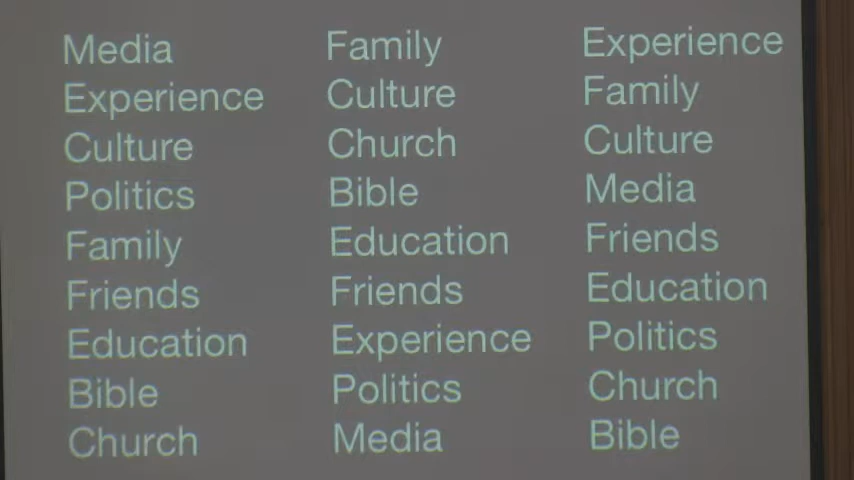 Media
Experience
Culture
Politics
Family
Friends
Education
Bible
Church
Family
Culture
Church
Bible
Education
Friends
Experience
Politics
Media
Experience
Family
Culture
Media
Friends
Education
Politics
Church
Bible